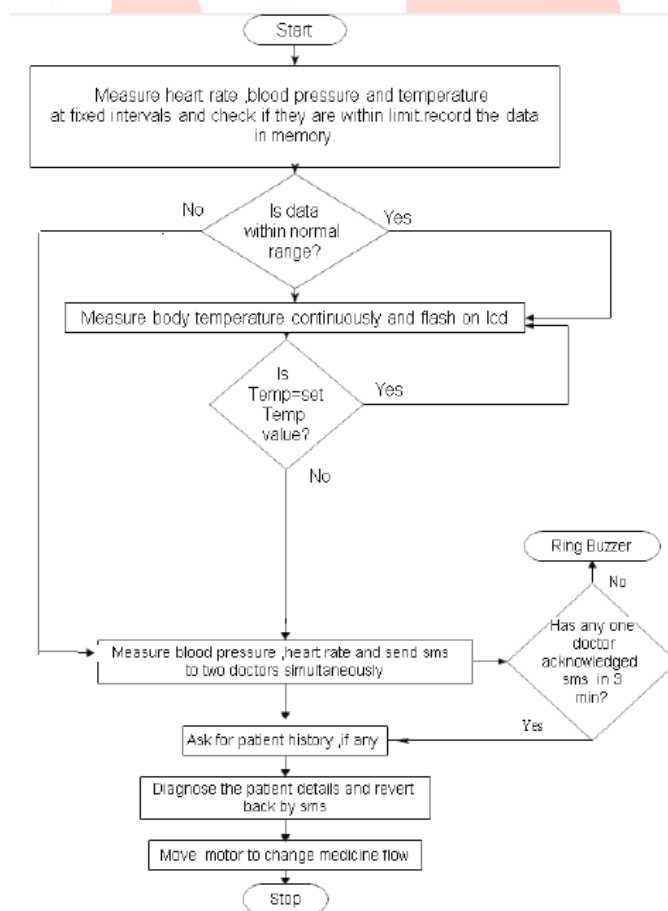 Start
Measure heart rate ,blood pressure and temperature
at fixed intervals and check if they are within limit.record the data
in memory.
No
Is data
within normal
range?
Yes
Measure body temperature continuously and flash on lcd
Is
Temp=set
Temp
value?
Yes
No
Ring Buzzer
No
Has any one
doctor
acknowledged
sms in 3
min?
Measure blood pressure ,heart rate and send sms
to two doctors simultaneously
Yes
Ask for patient history ,if any
Diagnose the patient details and revert
back by sms
Move motor to change medicine flow
Stop